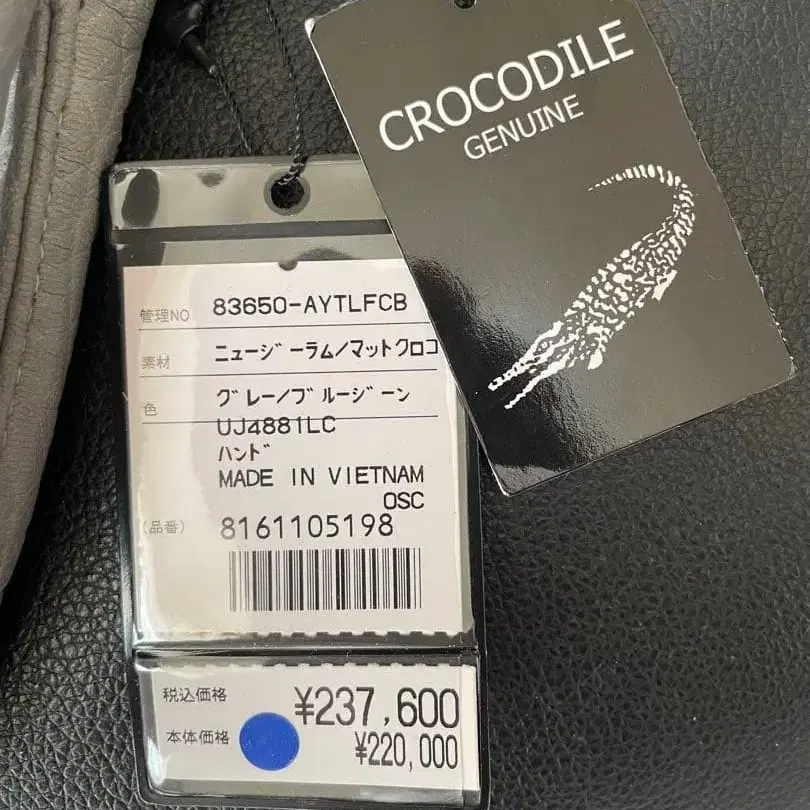 CROCODILE
GENUINE
管理NO 83650-AYTLFCB
素材 ニュージーラム/マットクロコ
色 グレー/ブルージーン
UJ4881LC
ハンド
MADE IN VIETNAM
OSC
(品番) 8161105198
税込価格 ¥237,600
本体価格 ¥220,000